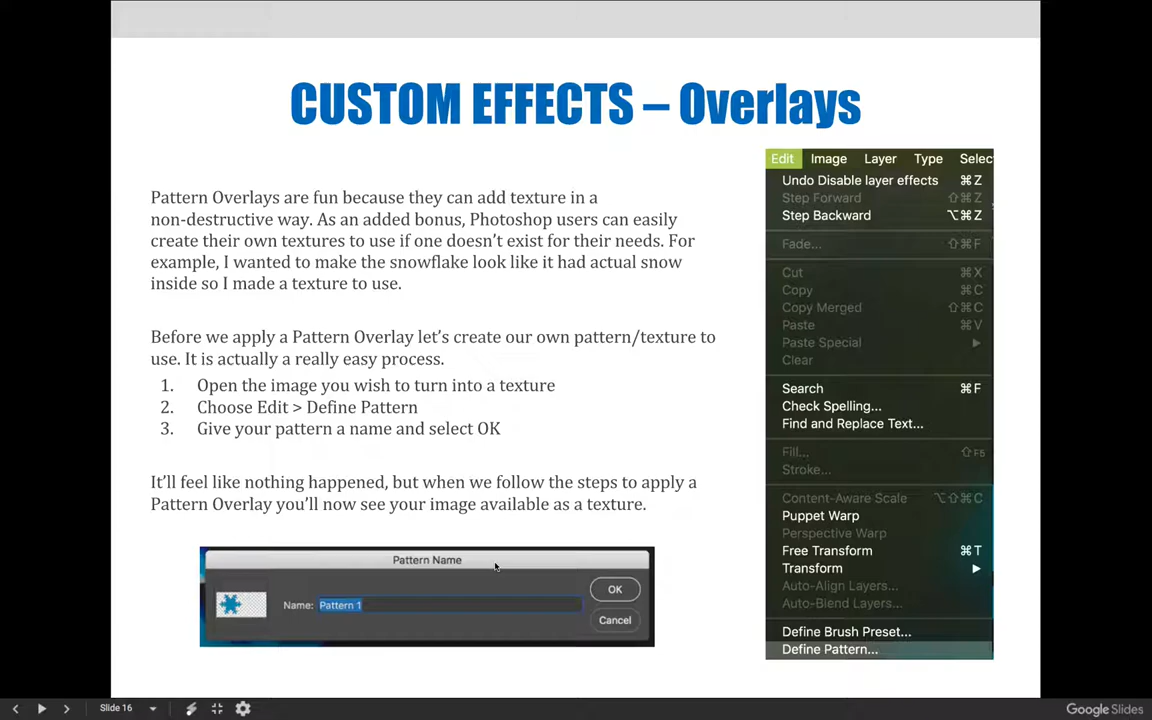 CUSTOM EFFECTS – Overlays
Pattern Overlays are fun because they can add texture in a
non-destructive way. As an added bonus, Photoshop users can easily
create their own textures to use if one doesn't exist for their needs. For
example, I wanted to make the snowflake look like it had actual snow
inside so I made a texture to use.
Before we apply a Pattern Overlay let's create our own pattern/texture to
use. It is actually a really easy process.
1. Open the image you wish to turn into a texture
2. Choose Edit > Define Pattern
3. Give your pattern a name and select OK
It'll feel like nothing happened, but when we follow the steps to apply a
Pattern Overlay you'll now see your image available as a texture.
Pattern Name
Name: Pattern 1
OK
Cancel
Edit Image Layer Type Selec
Undo Disable layer effects ⌘Z
Step Forward ⇧⌘Z
Step Backward ⌥⌘Z
Fade... ⇧⌘F
Cut ⌘X
Copy ⌘C
Copy Merged ⇧⌘C
Paste ⌘V
Paste Special ▶
Clear
Search ⌘F
Check Spelling...
Find and Replace Text...
Fill... ⇧F5
Stroke...
Content-Aware Scale ⌥⇧⌘C
Puppet Warp
Perspective Warp
Free Transform ⌘T
Transform ▶
Auto-Align Layers...
Auto-Blend Layers...
Define Brush Preset...
Define Pattern...
Slide 16
Google Slides